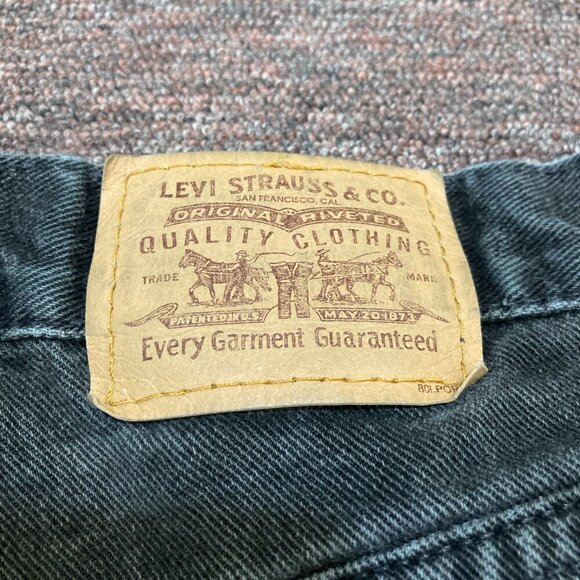 LEVI STRAUSS & CO.
SAN FRANCISCO, CAL.
ORIGINAL RIVETED
QUALITY CLOTHING
TRADE MARK
PATENTED IN U.S. MAY 20 1873
Every Garment Guaranteed